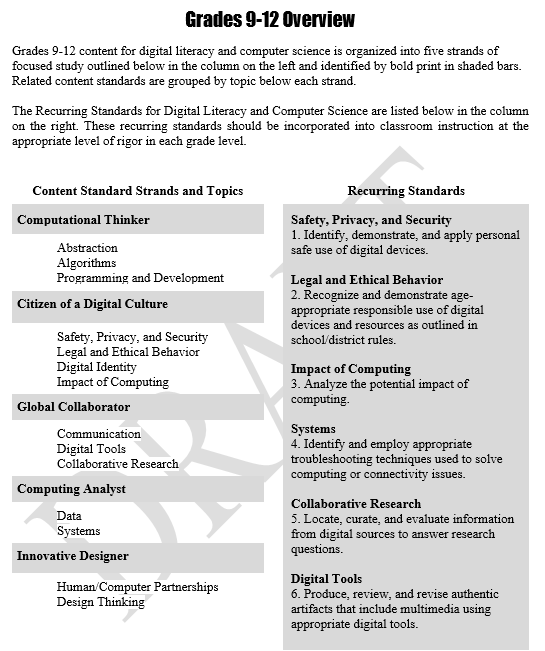 Grades 9-12 Overview
Grades 9-12 content for digital literacy and computer science is organized into five strands of
focused study outlined below in the column on the left and identified by bold print in shaded bars.
Related content standards are grouped by topic below each strand.
The Recurring Standards for Digital Literacy and Computer Science are listed below in the column
on the right. These recurring standards should be incorporated into classroom instruction at the
appropriate level of rigor in each grade level.
Content Standard Strands and Topics
Computational Thinker
Abstraction
Algorithms
Programming and Development
Citizen of a Digital Culture
Safety, Privacy, and Security
Legal and Ethical Behavior
Digital Identity
Impact of Computing
Global Collaborator
Communication
Digital Tools
Collaborative Research
Computing Analyst
Data
Systems
Innovative Designer
Human/Computer Partnerships
Design Thinking
Recurring Standards
Safety, Privacy, and Security
1. Identify, demonstrate, and apply personal
safe use of digital devices.
Legal and Ethical Behavior
2. Recognize and demonstrate age-
appropriate responsible use of digital
devices and resources as outlined in
school/district rules.
Impact of Computing
3. Analyze the potential impact of
computing.
Systems
4. Identify and employ appropriate
troubleshooting techniques used to solve
computing or connectivity issues.
Collaborative Research
5. Locate, curate, and evaluate information
from digital sources to answer research
questions.
Digital Tools
6. Produce, review, and revise authentic
artifacts that include multimedia using
appropriate digital tools.
DRAFT